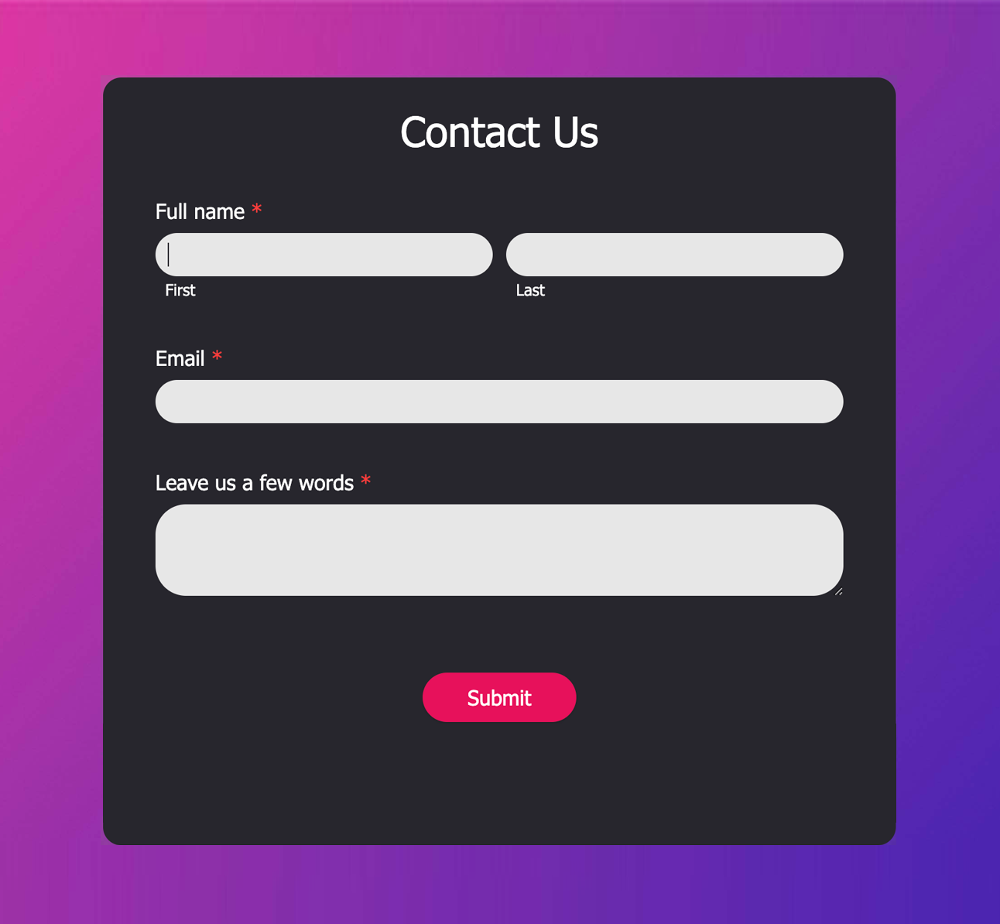 Contact Us
Full name *
First
Last
Email *
Leave us a few words *
Submit